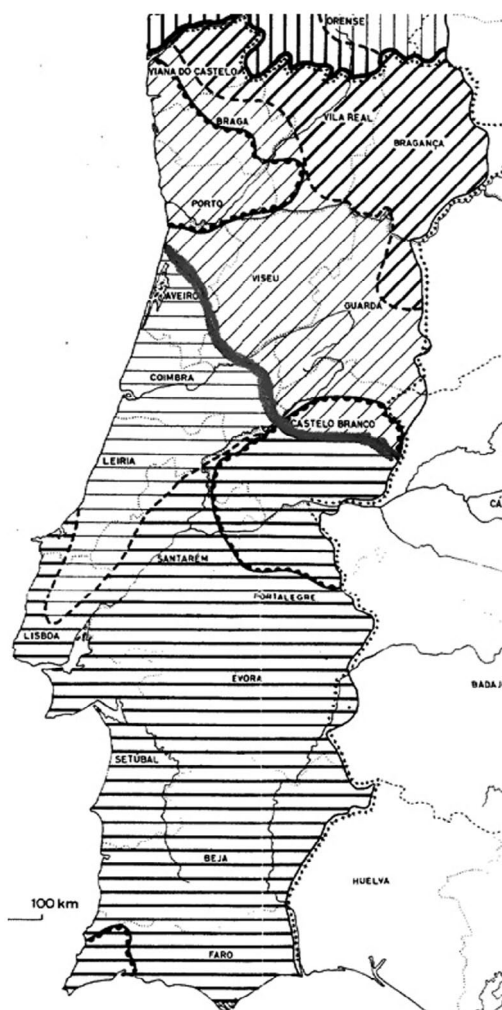 ORENSE
VIANA DO CASTELO
BRAGA
VILA REAL
BRAGANÇA
PORTO
VISEU
AVEIRO
GUARDA
COIMBRA
CASTELO BRANCO
LEIRIA
CÁ
SANTARÉM
PORTALEGRE
LISBOA
ÉVORA
BADAJ
SETÚBAL
BEJA
HUELVA
100 km
FARO